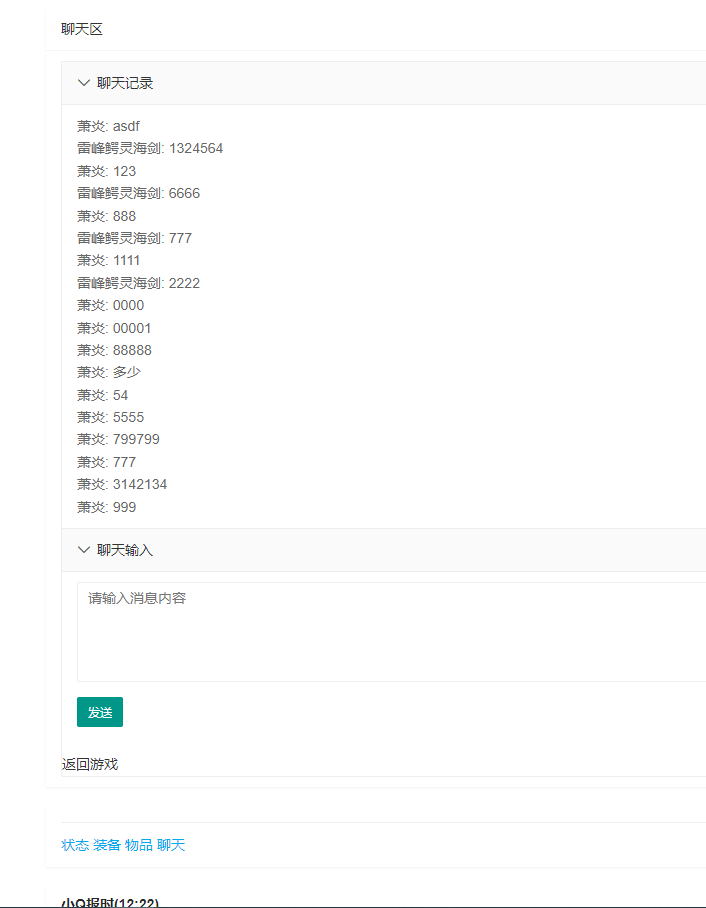 聊天区
聊天记录
萧炎: asdf
雷峰鳄灵海剑: 1324564
萧炎: 123
雷峰鳄灵海剑: 6666
萧炎: 888
雷峰鳄灵海剑: 777
萧炎: 1111
雷峰鳄灵海剑: 2222
萧炎: 0000
萧炎: 00001
萧炎: 88888
萧炎: 多少
萧炎: 54
萧炎: 5555
萧炎: 799799
萧炎: 777
萧炎: 3142134
萧炎: 999
聊天输入
请输入消息内容
发送
返回游戏
状态 装备 物品 聊天
小Q报时(12:22)